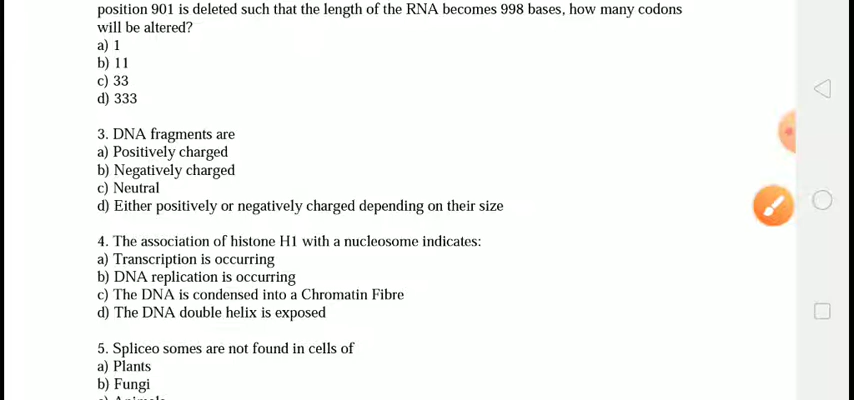 position 901 is deleted such that the length of the RNA becomes 998 bases, how many codons
will be altered?
a) 1
b) 11
c) 33
d) 333
3. DNA fragments are
a) Positively charged
b) Negatively charged
c) Neutral
d) Either positively or negatively charged depending on their size
4. The association of histone H1 with a nucleosome indicates:
a) Transcription is occurring
b) DNA replication is occurring
c) The DNA is condensed into a Chromatin Fibre
d) The DNA double helix is exposed
5. Spliceo somes are not found in cells of
a) Plants
b) Fungi
c) Animals